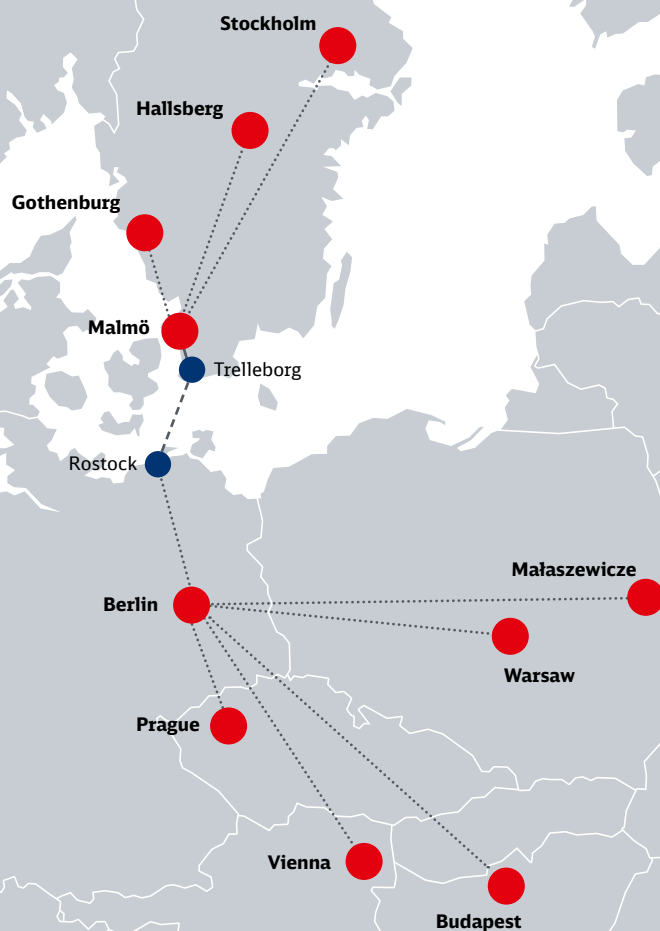 Stockholm
Hallsberg
Gothenburg
Malmö
Trelleborg
Rostock
Małaszewicze
Berlin
Warsaw
Prague
Vienna
Budapest